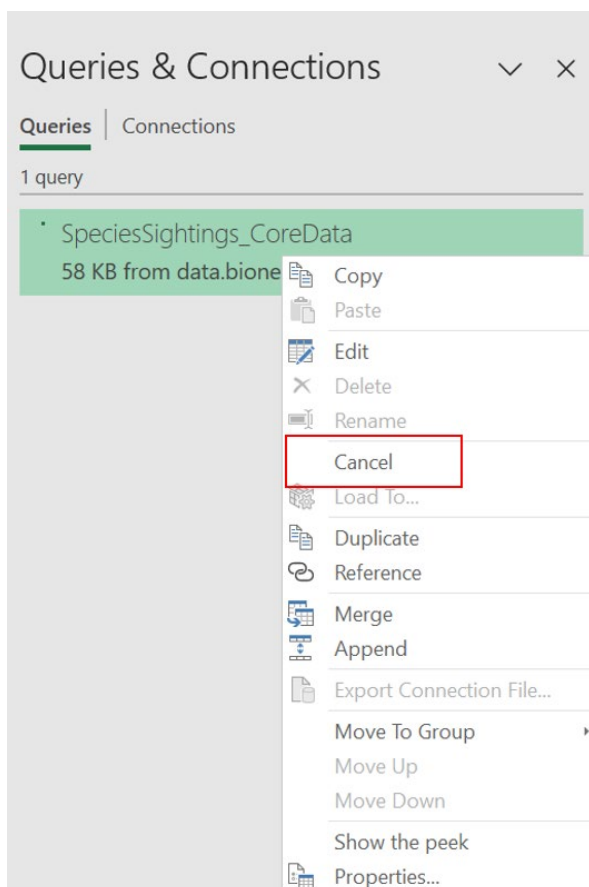 Queries & Connections
Queries | Connections
1 query
SpeciesSightings_CoreData
58 KB from data.bione
Copy
Paste
Edit
Delete
Rename
Cancel
Load To...
Duplicate
Reference
Merge
Append
Export Connection File...
Move To Group
Move Up
Move Down
Show the peek
Properties...